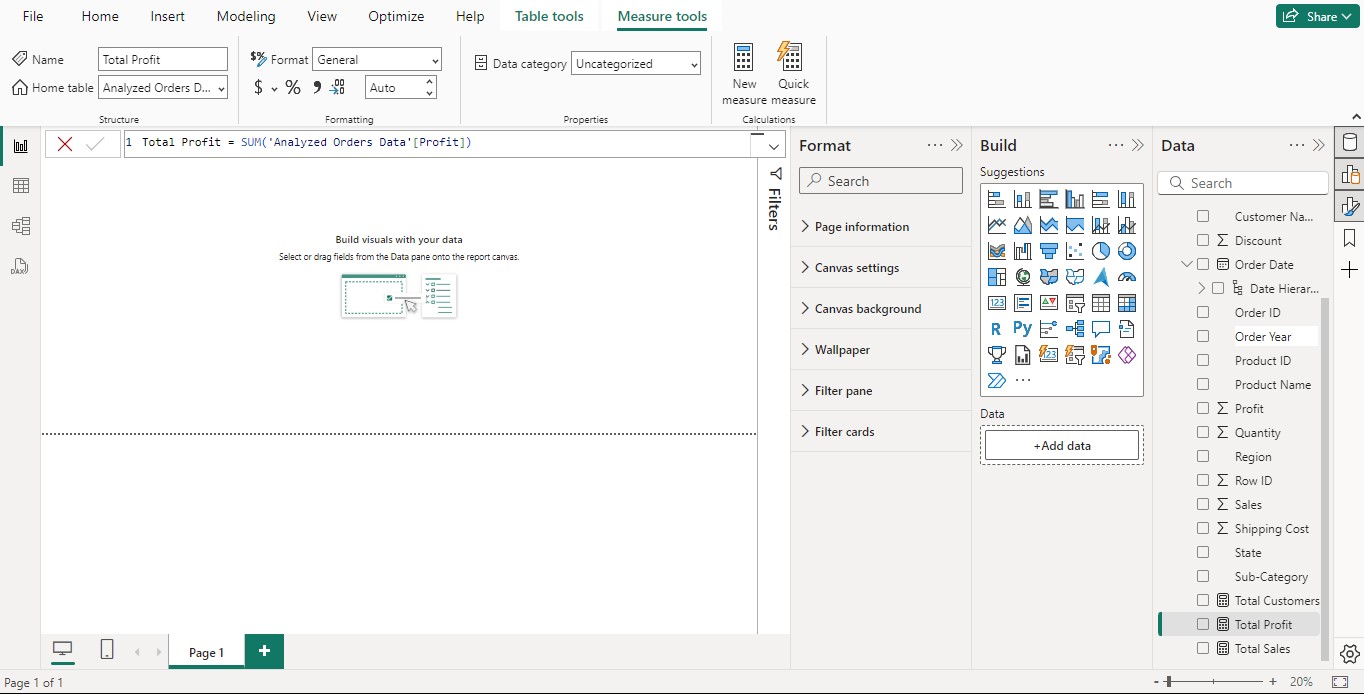 File Home Insert Modeling View Optimize Help Table tools Measure tools Share
Name Total Profit
Home table Analyzed Orders D...
Structure
Format General
$ % Auto
Formatting
Data category Uncategorized
Properties
New measure
Quick measure
Calculations
1 Total Profit = SUM('Analyzed Orders Data'[Profit])
Build visuals with your data
Select or drag fields from the Data pane onto the report canvas.
Filters
Format
Search
Page information
Canvas settings
Canvas background
Wallpaper
Filter pane
Filter cards
Build
Suggestions
123
R Py
123
Data
+Add data
Data
Search
Customer Na...
Discount
Order Date
Date Hierar...
Order ID
Order Year
Product ID
Product Name
Profit
Quantity
Region
Row ID
Sales
Shipping Cost
State
Sub-Category
Total Customers
Total Profit
Total Sales
DAX
Page 1
Page 1 of 1
- + 20%